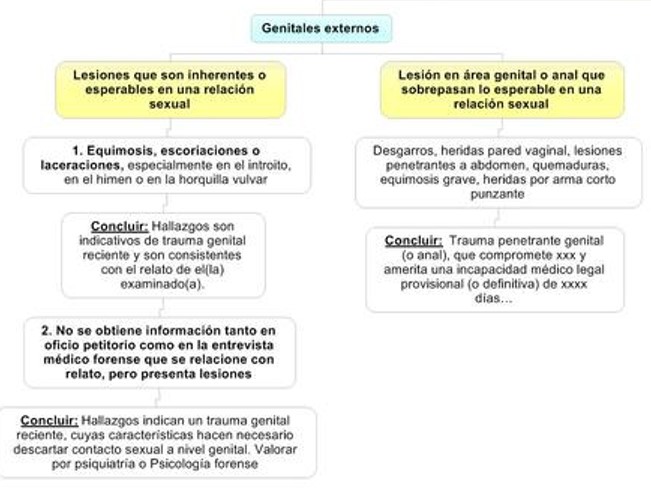 Genitales externos
Lesiones que son inherentes o
esperables en una relación
sexual
Lesión en área genital o anal que
sobrepasan lo esperable en una
relación sexual
1. Equimosis, escoriaciones o
laceraciones, especialmente en el introito,
en el himen o en la horquilla vulvar
Desgarros, heridas pared vaginal, lesiones
penetrantes a abdomen, quemaduras,
equimosis grave, heridas por arma corto
punzante
Concluir: Hallazgos son
indicativos de trauma genital
reciente y son consistentes
con el relato de el(la)
examinado(a).
Concluir: Trauma penetrante genital
(o anal), que compromete xxx y
amerita una incapacidad médico legal
provisional (o definitiva) de xxxx
días...
2. No se obtiene información tanto en
oficio petitorio como en la entrevista
médico forense que se relacione con
relato, pero presenta lesiones
Concluir: Hallazgos indican un trauma genital
reciente, cuyas características hacen necesario
descartar contacto sexual a nivel genital. Valorar
por psiquiatría o Psicología forense